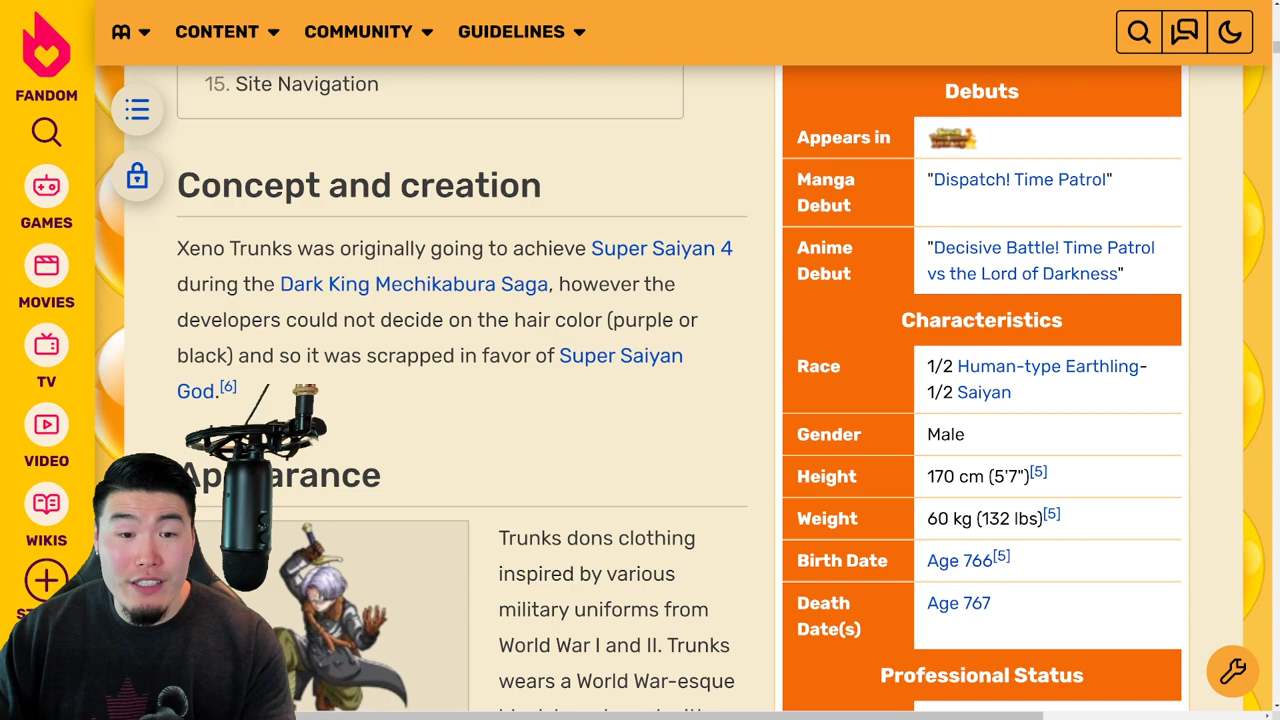 CONTENT
COMMUNITY
GUIDELINES
FANDOM
GAMES
MOVIES
TV
VIDEO
WIKIS
15. Site Navigation
Concept and creation
Xeno Trunks was originally going to achieve Super Saiyan 4
during the Dark King Mechikabura Saga, however the
developers could not decide on the hair color (purple or
black) and so it was scrapped in favor of Super Saiyan
God.[6]
Appearance
Trunks dons clothing
inspired by various
military uniforms from
World War I and II. Trunks
wears a World War-esque
Debuts
Appears in
Manga
Debut
"Dispatch! Time Patrol"
Anime
Debut
"Decisive Battle! Time Patrol
vs the Lord of Darkness"
Characteristics
Race
1/2 Human-type Earthling-
1/2 Saiyan
Gender
Male
Height
170 cm (5'7")[5]
Weight
60 kg (132 lbs)[5]
Birth Date
Age 766[5]
Death
Date(s)
Age 767
Professional Status